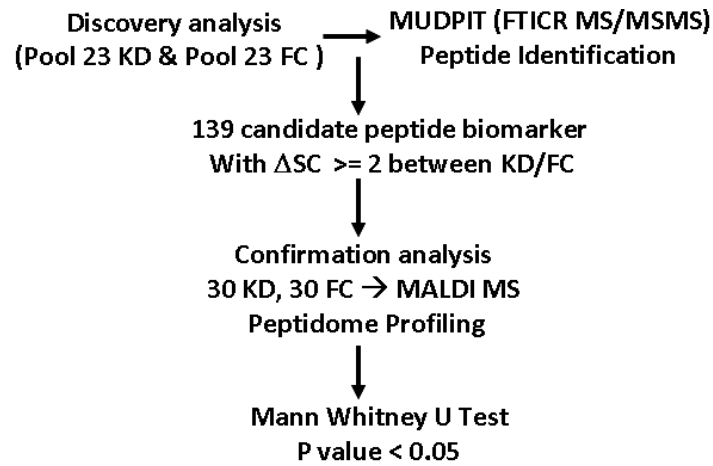 Discovery analysis
(Pool 23 KD & Pool 23 FC )
MUDPIT (FTICR MS/MSMS)
Peptide Identification
139 candidate peptide biomarker
With ΔSC >= 2 between KD/FC
Confirmation analysis
30 KD, 30 FC → MALDI MS
Peptidome Profiling
Mann Whitney U Test
P value < 0.05